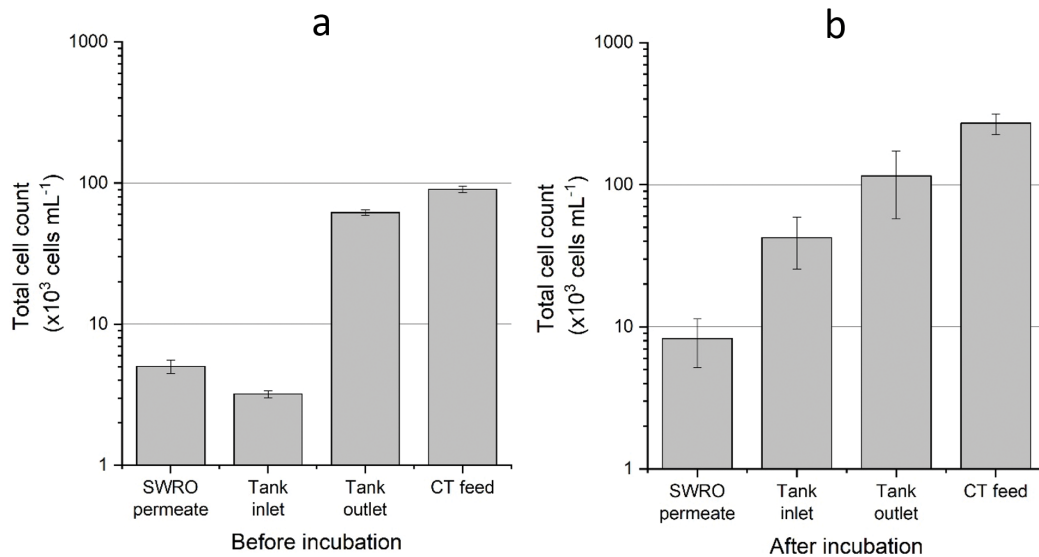 a
1000
100
10
1
Total cell count
(x10³ cells mL⁻¹)
SWRO
permeate
Tank
inlet
Tank
outlet
CT feed
Before incubation
b
1000
100
10
1
Total cell count
(x10³ cells mL⁻¹)
SWRO
permeate
Tank
inlet
Tank
outlet
CT feed
After incubation